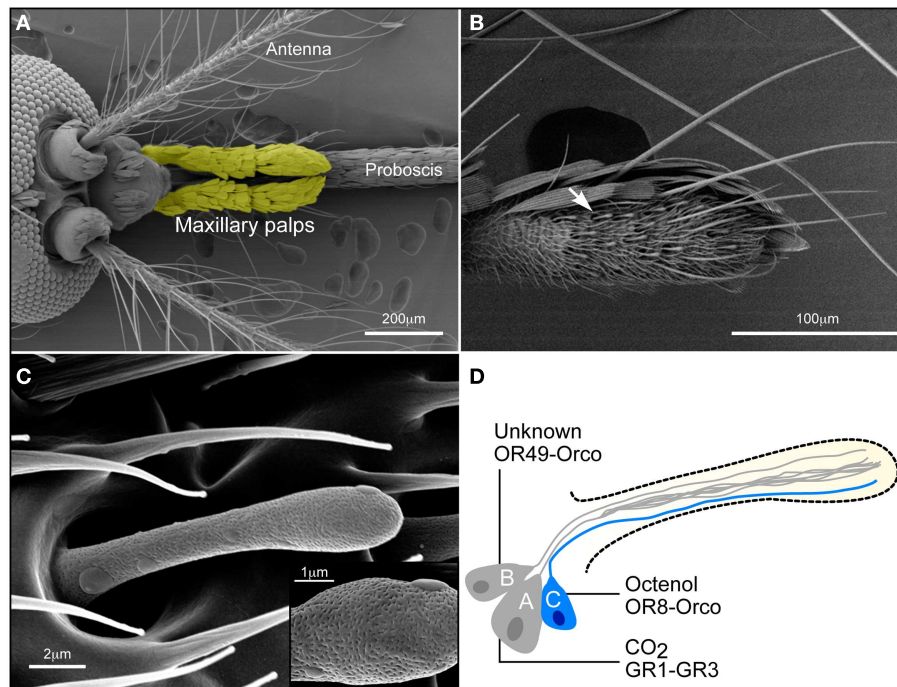 A
Antenna
Proboscis
Maxillary palps
200μm
B
100μm
C
1μm
2μm
D
Unknown
OR49-Orco
B
A
C
Octenol
OR8-Orco
CO2
GR1-GR3